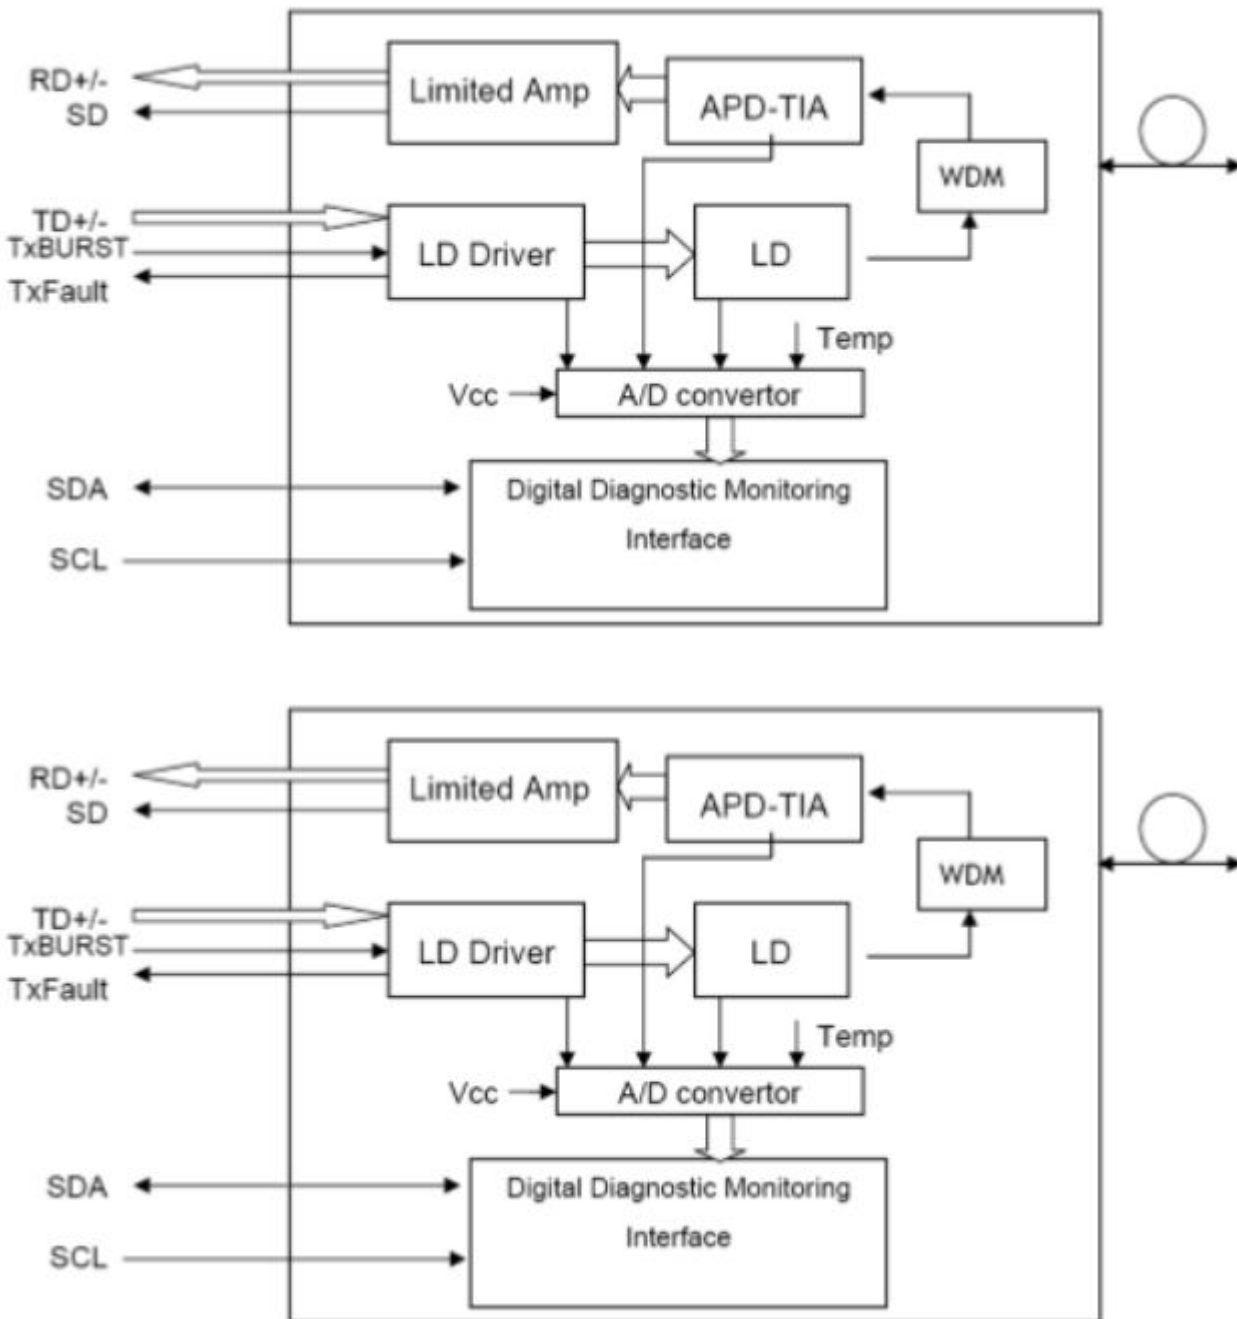 RD+/-
Limited Amp
APD-TIA
SD
WDM
TD+/-
TxBURST
LD Driver
LD
TxFault
Temp
Vcc
A/D convertor
SDA
Digital Diagnostic Monitoring
Interface
SCL
RD+/-
Limited Amp
APD-TIA
SD
WDM
TD+/-
TxBURST
LD Driver
LD
TxFault
Temp
Vcc
A/D convertor
SDA
Digital Diagnostic Monitoring
Interface
SCL